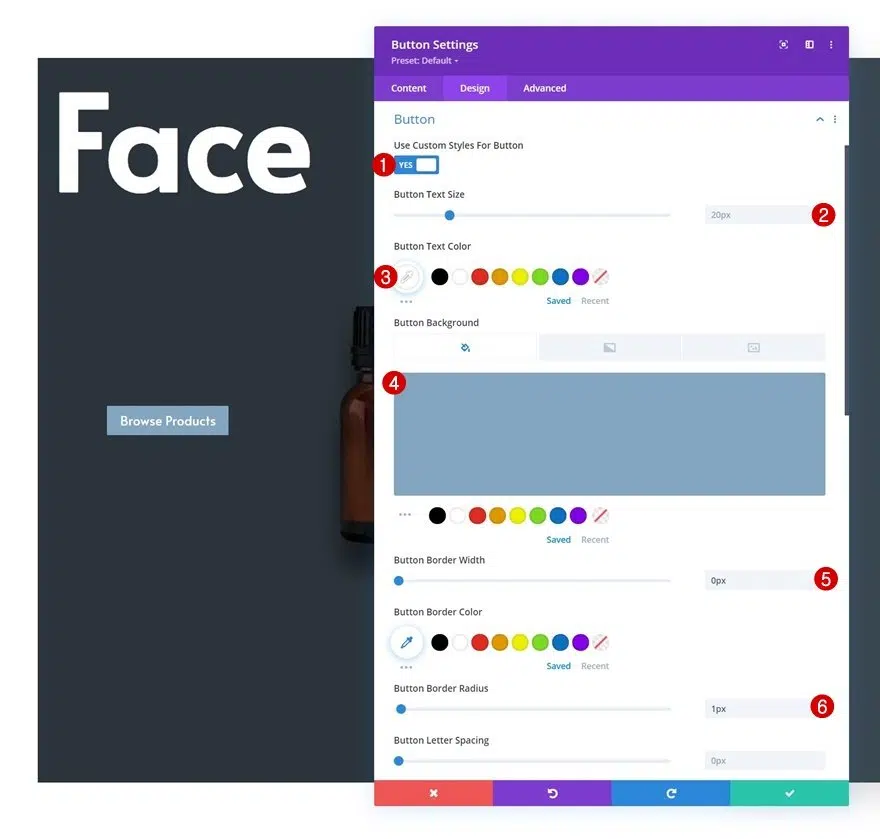 Face
Browse Products
Button Settings
Preset: Default
Content Design Advanced
Button
Use Custom Styles For Button
1 YES
Button Text Size
20px 2
Button Text Color
3
Saved Recent
Button Background
4
Saved Recent
Button Border Width
0px 5
Button Border Color
Saved Recent
Button Border Radius
1px 6
Button Letter Spacing
0px